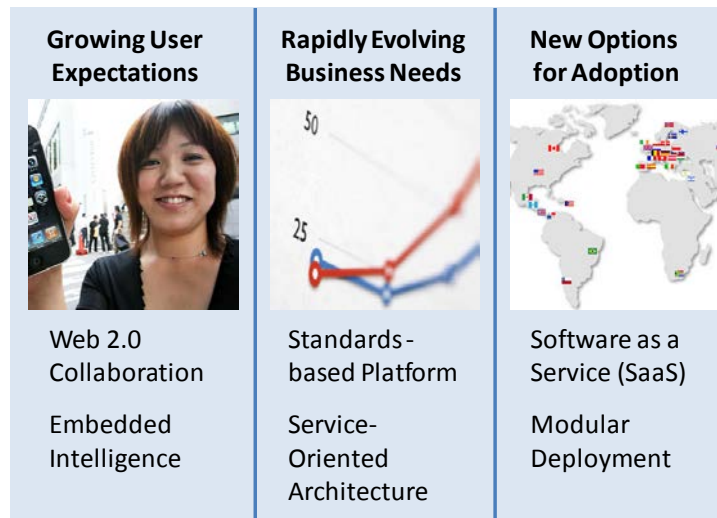 Growing User
Expectations
Web 2.0
Collaboration
Embedded
Intelligence
Rapidly Evolving
Business Needs
50
25
Standards-
based Platform
Service-
Oriented
Architecture
New Options
for Adoption
Software as a
Service (SaaS)
Modular
Deployment